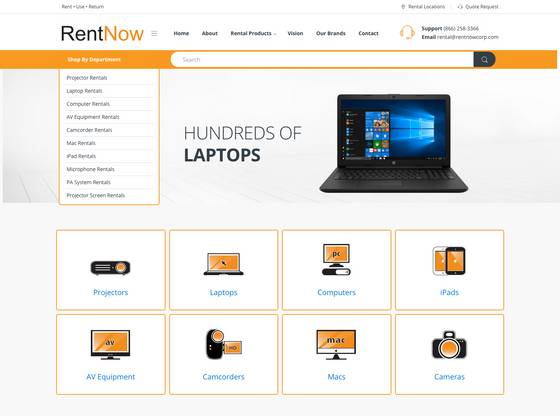 Rent • Use • Return
Rental Locations
Quote Request
RentNow
Home
About
Rental Products
Vision
Our Brands
Contact
Support (866) 258-3366
Email rental@rentnowcorp.com
Shop By Department
Search
Projector Rentals
Laptop Rentals
Computer Rentals
AV Equipment Rentals
Camcorder Rentals
Mac Rentals
iPad Rentals
Microphone Rentals
PA System Rentals
Projector Screen Rentals
HUNDREDS OF
LAPTOPS
pc
Projectors
Laptops
Computers
iPads
av
HD
mac
AV Equipment
Camcorders
Macs
Cameras